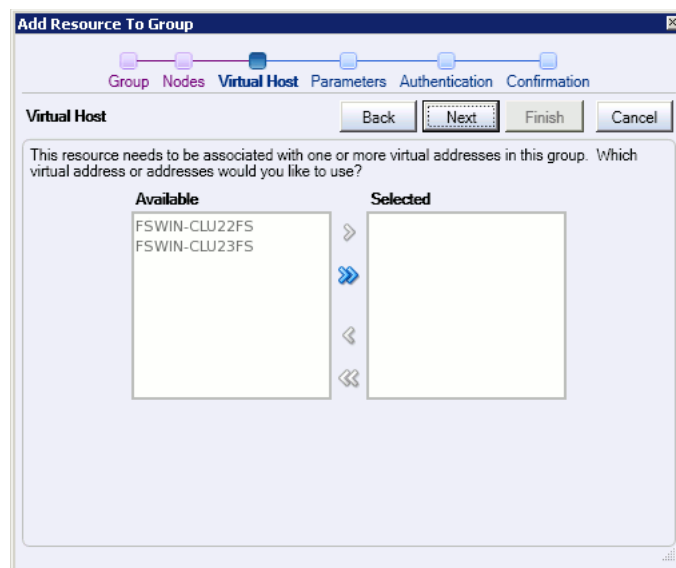 Add Resource To Group
Group Nodes Virtual Host Parameters Authentication Confirmation
Virtual Host Back Next Finish Cancel
This resource needs to be associated with one or more virtual addresses in this group. Which
virtual address or addresses would you like to use?
Available Selected
FSWIN-CLU22FS
FSWIN-CLU23FS